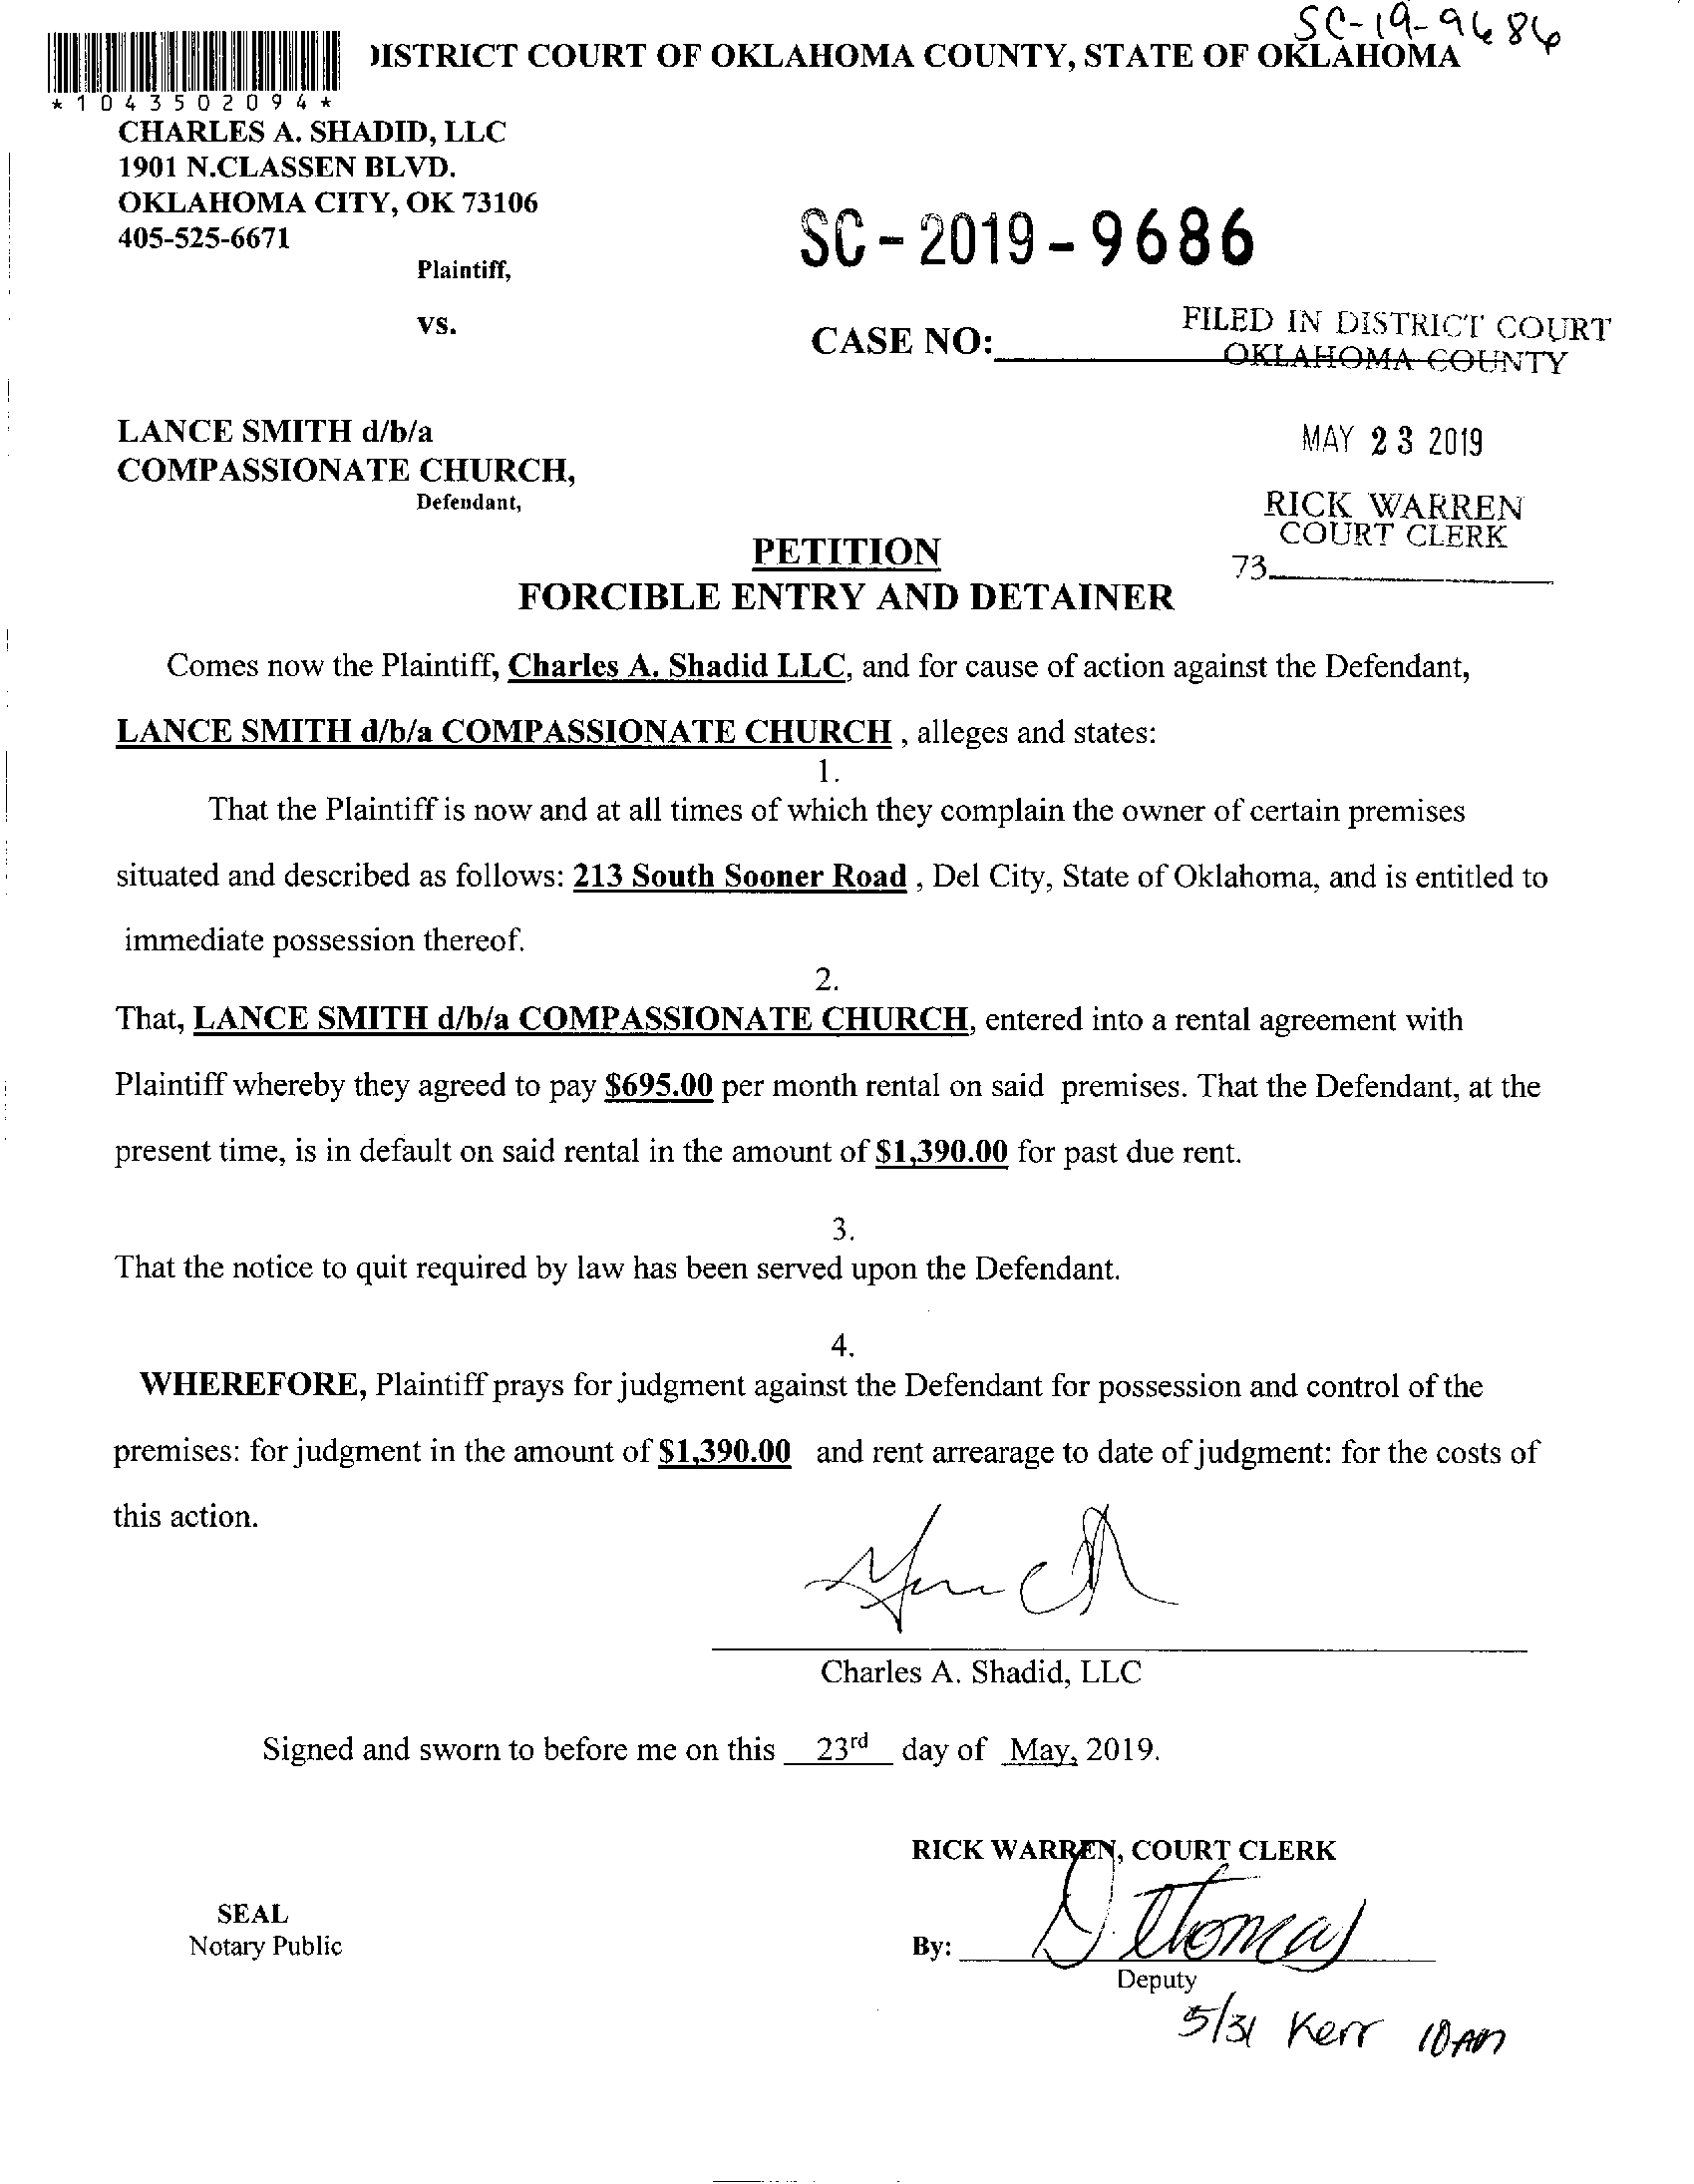 SC-19-9686
DISTRICT COURT OF OKLAHOMA COUNTY, STATE OF OKLAHOMA
*1043502094*
CHARLES A. SHADID, LLC
1901 N.CLASSEN BLVD.
OKLAHOMA CITY, OK 73106
405-525-6671
Plaintiff,
SC-2019-9686
vs.
CASE NO:
FILED IN DISTRICT COURT
OKLAHOMA COUNTY
LANCE SMITH d/b/a
COMPASSIONATE CHURCH,
Defendant,
MAY 23 2019
RICK WARREN
COURT CLERK
73
PETITION
FORCIBLE ENTRY AND DETAINER
Comes now the Plaintiff, Charles A. Shadid LLC, and for cause of action against the Defendant,
LANCE SMITH d/b/a COMPASSIONATE CHURCH , alleges and states:
1.
That the Plaintiff is now and at all times of which they complain the owner of certain premises
situated and described as follows: 213 South Sooner Road , Del City, State of Oklahoma, and is entitled to
immediate possession thereof.
2.
That, LANCE SMITH d/b/a COMPASSIONATE CHURCH, entered into a rental agreement with
Plaintiff whereby they agreed to pay $695.00 per month rental on said premises. That the Defendant, at the
present time, is in default on said rental in the amount of $1,390.00 for past due rent.
3.
That the notice to quit required by law has been served upon the Defendant.
4.
WHEREFORE, Plaintiff prays for judgment against the Defendant for possession and control of the
premises: for judgment in the amount of $1,390.00 and rent arrearage to date of judgment: for the costs of
this action.
Charles A. Shadid, LLC
Signed and sworn to before me on this 23rd day of May, 2019.
RICK WARREN, COURT CLERK
SEAL
Notary Public
By: D Thomas
Deputy
5/31 Kerr 10 AM